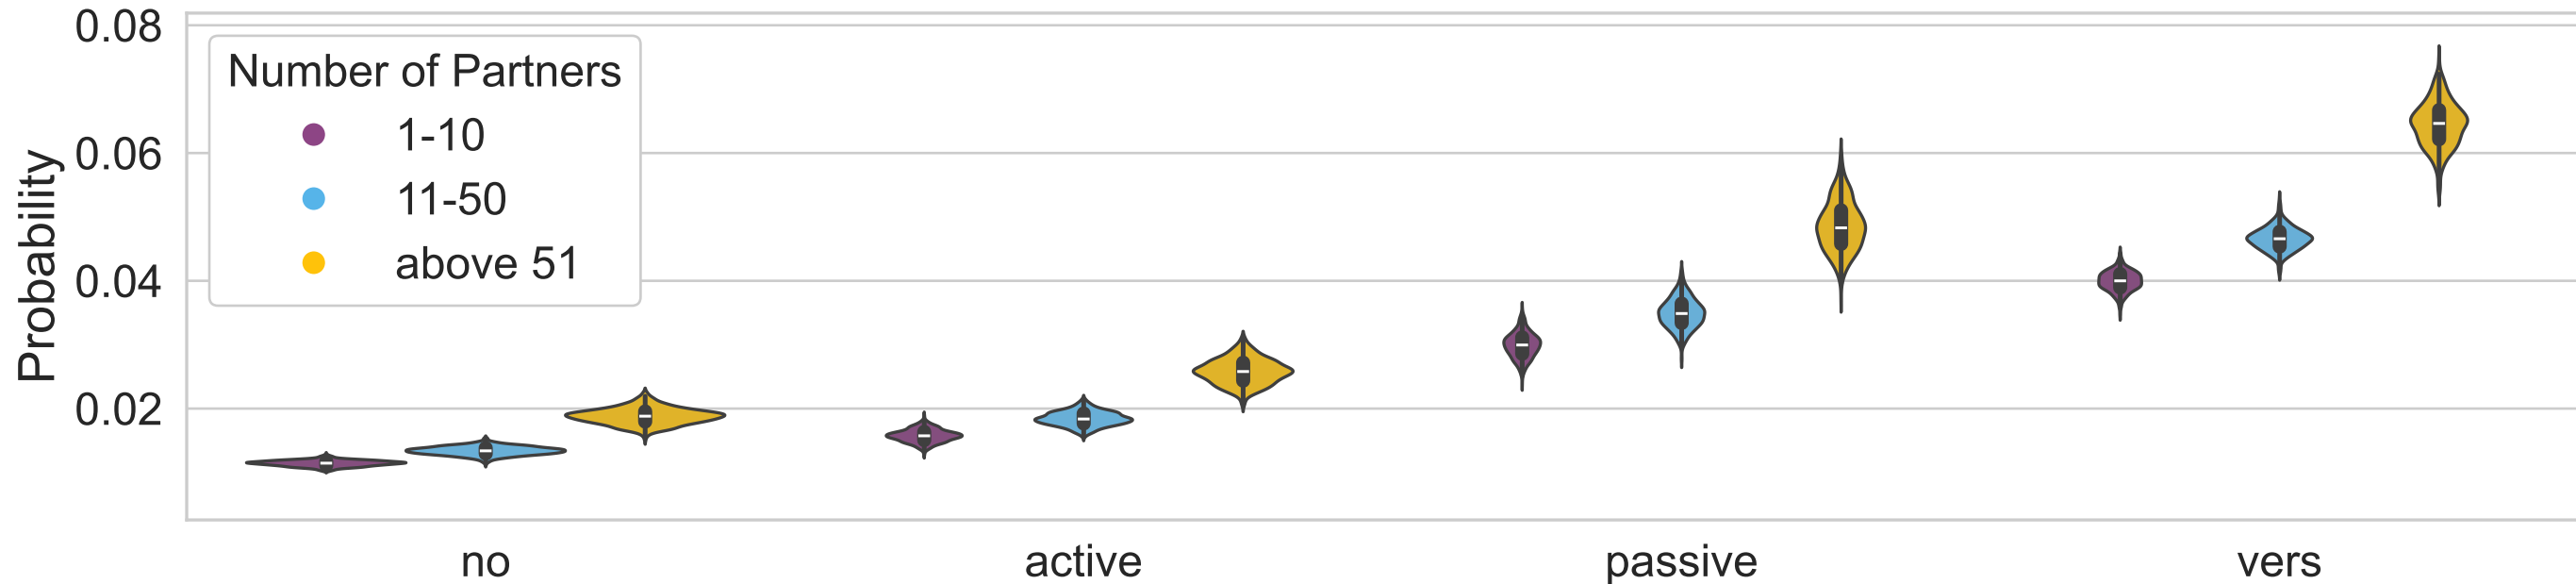 Probability
0.08
0.06
0.04
0.02
Number of Partners
1-10
11-50
above 51
no active passive vers